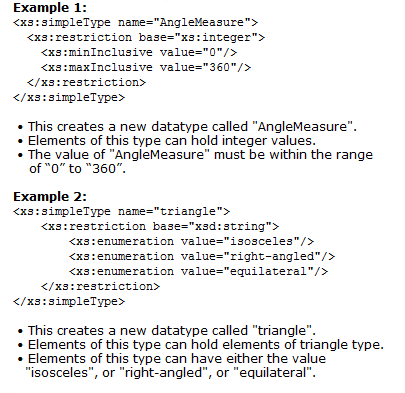 Example 1:
<xs:simpleType name="AngleMeasure">
<xs:restriction base="xs:integer">
<xs:minInclusive value="0"/>
<xs:maxInclusive value="360"/>
</xs:restriction>
</xs:simpleType>
• This creates a new datatype called "AngleMeasure".
• Elements of this type can hold integer values.
• The value of "AngleMeasure" must be within the range
of “0” to “360”.
Example 2:
<xs:simpleType name="triangle">
<xs:restriction base="xsd:string">
<xs:enumeration value="isosceles"/>
<xs:enumeration value="right-angled"/>
<xs:enumeration value="equilateral"/>
</xs:restriction>
</xs:simpleType>
• This creates a new datatype called "triangle".
• Elements of this type can hold elements of triangle type.
• Elements of this type can have either the value
"isosceles", or "right-angled", or "equilateral".